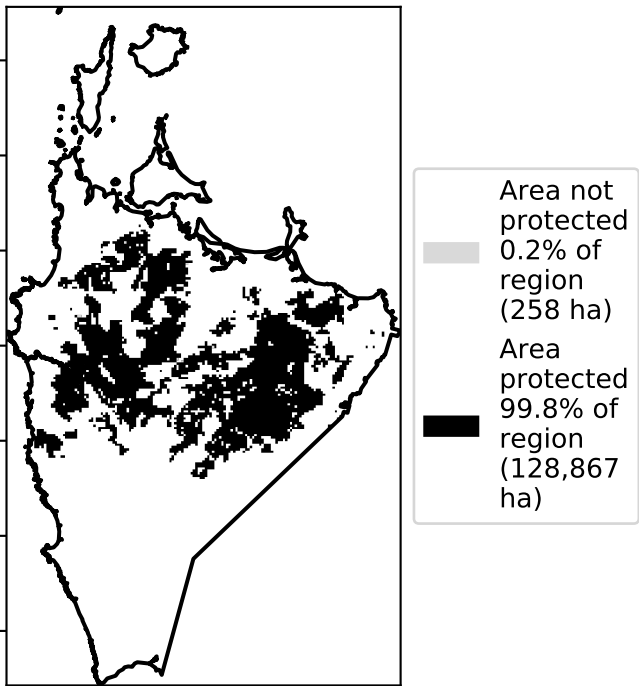 Area not
protected
0.2% of
region
(258 ha)
Area
protected
99.8% of
region
(128,867
ha)